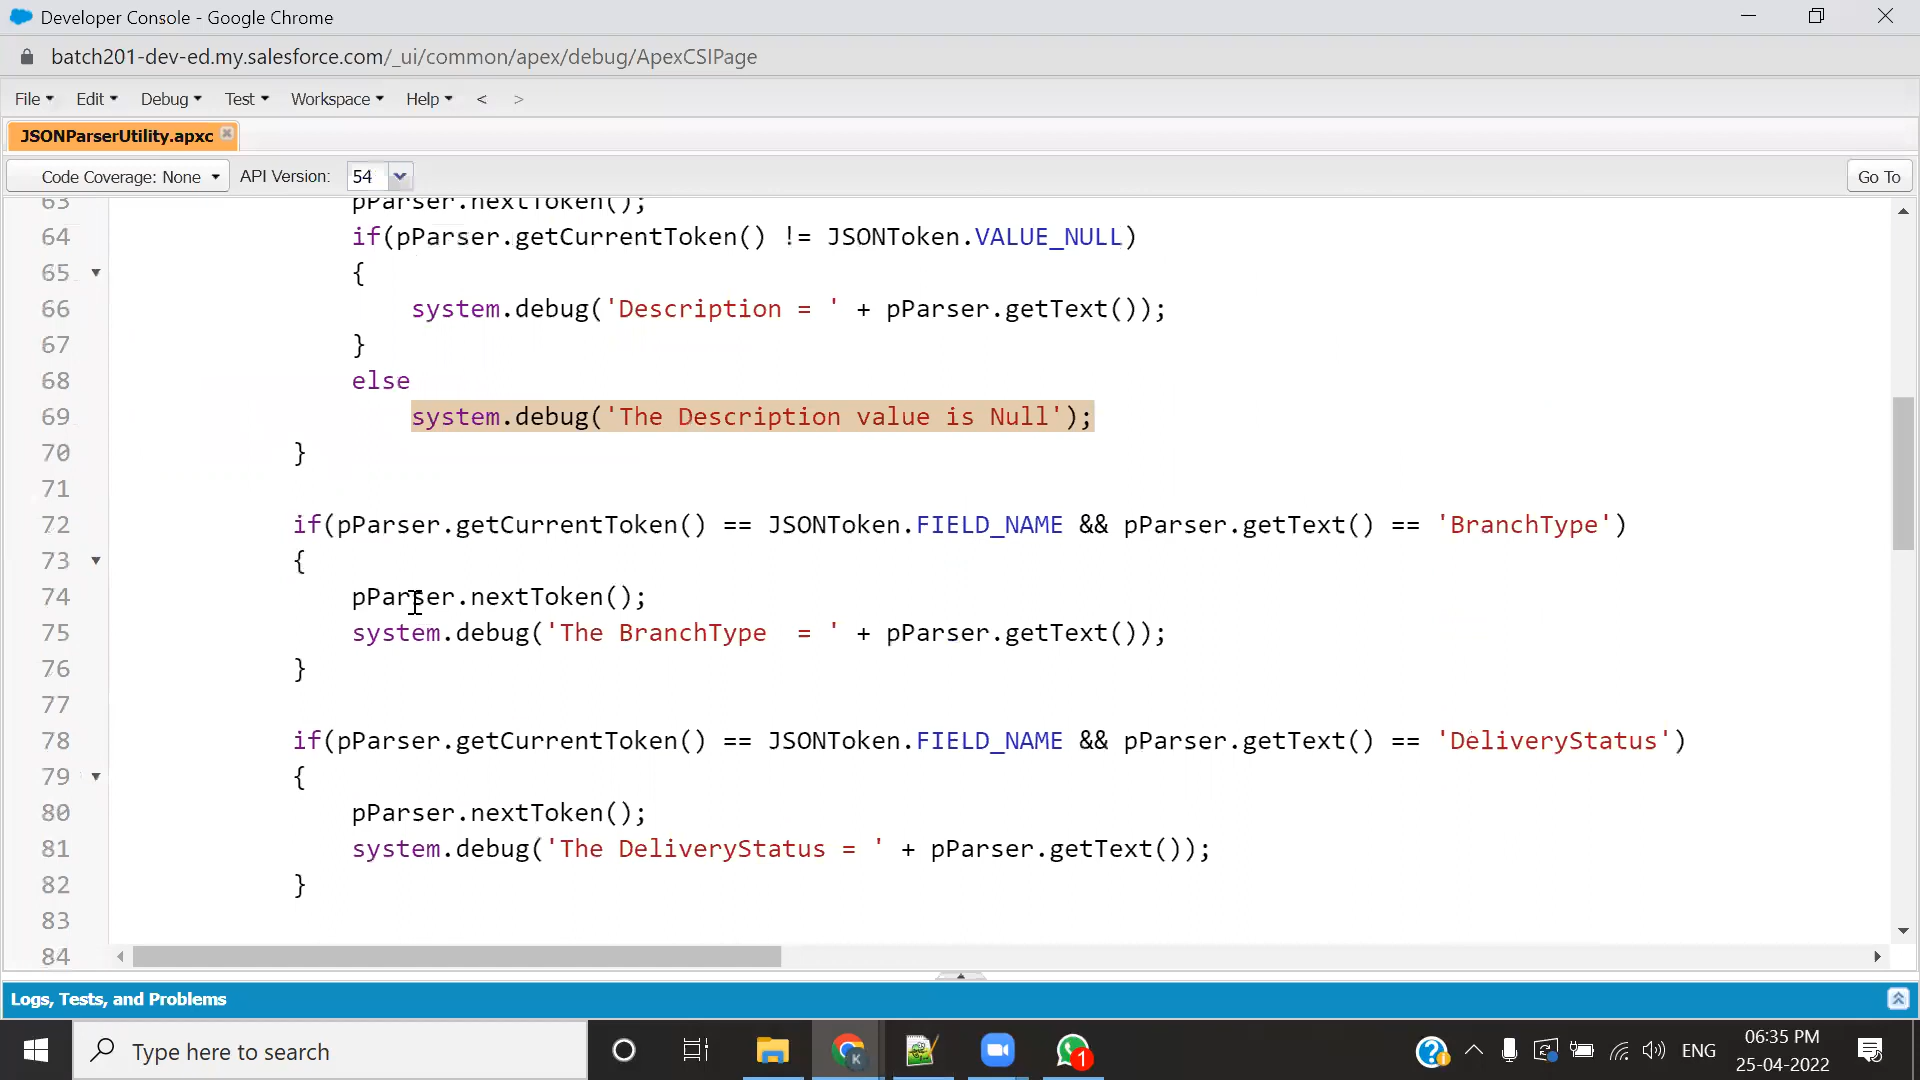 Developer Console - Google Chrome
batch201-dev-ed.my.salesforce.com/_ui/common/apex/debug/ApexCSIPage
File Edit Debug Test Workspace Help < >
JSONParserUtility.apxc
Code Coverage: None API Version: 54 Go To
63 pParser.nextToken();
64 if(pParser.getCurrentToken() != JSONToken.VALUE_NULL)
65 {
66 system.debug('Description = ' + pParser.getText());
67 }
68 else
69 system.debug('The Description value is Null');
70 }
71
72 if(pParser.getCurrentToken() == JSONToken.FIELD_NAME && pParser.getText() == 'BranchType')
73 {
74 pParser.nextToken();
75 system.debug('The BranchType  = ' + pParser.getText());
76 }
77
78 if(pParser.getCurrentToken() == JSONToken.FIELD_NAME && pParser.getText() == 'DeliveryStatus')
79 {
80 pParser.nextToken();
81 system.debug('The DeliveryStatus = ' + pParser.getText());
82 }
83
84
Logs, Tests, and Problems
Type here to search
K
1
ENG
06:35 PM
25-04-2022